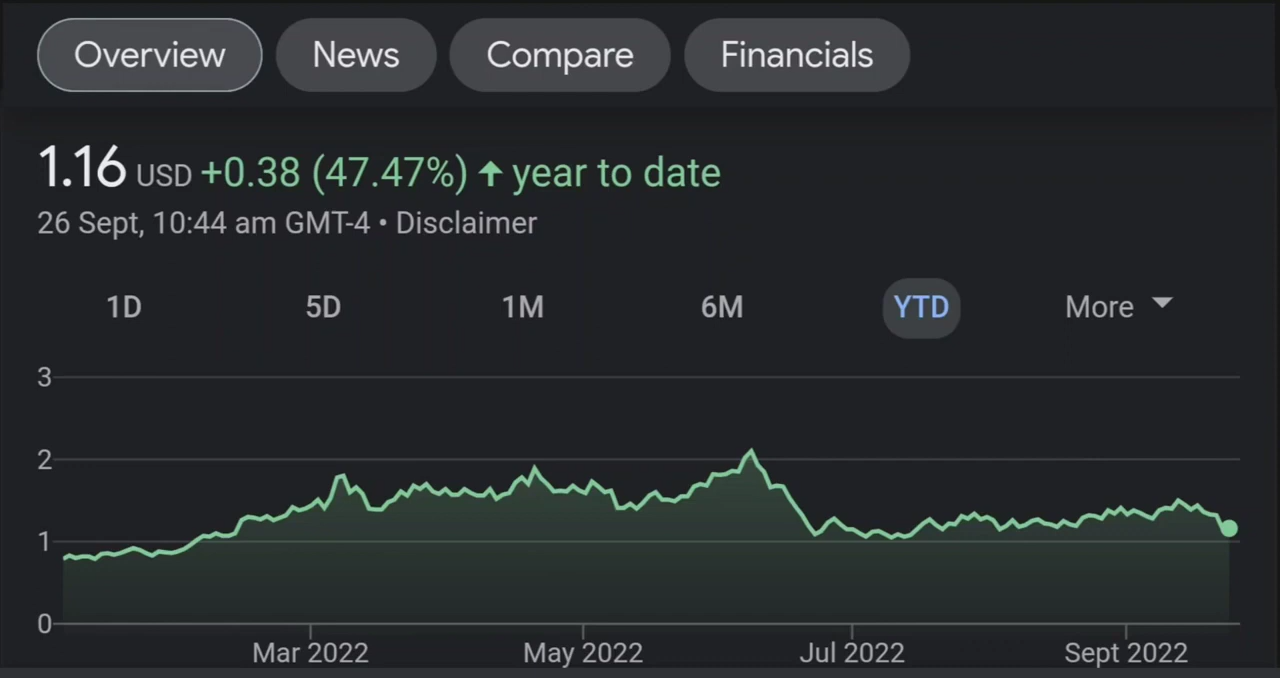 Overview News Compare Financials
1.16 USD +0.38 (47.47%) ↑ year to date
26 Sept, 10:44 am GMT-4 • Disclaimer
1D 5D 1M 6M YTD More
3
2
1
0
Mar 2022 May 2022 Jul 2022 Sept 2022